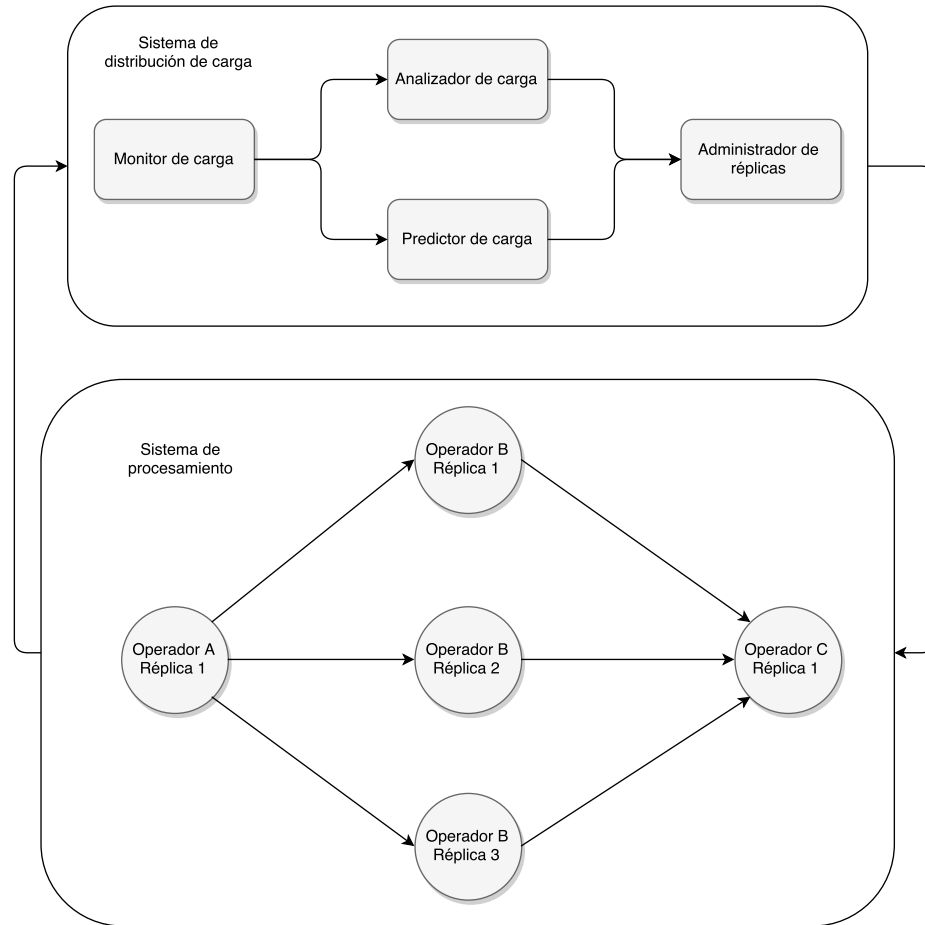 Sistema de
distribución de carga
Analizador de carga
Monitor de carga
Administrador de
réplicas
Predictor de carga
Sistema de
procesamiento
Operador B
Réplica 1
Operador A
Réplica 1
Operador B
Réplica 2
Operador C
Réplica 1
Operador B
Réplica 3